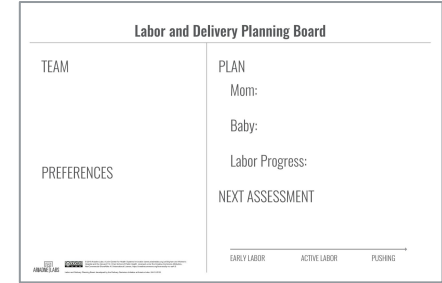 Labor and Delivery Planning Board
TEAM
PREFERENCES
PLAN
Mom:
Baby:
Labor Progress:
NEXT ASSESSMENT
EARLY LABOR ACTIVE LABOR PUSHING
ARIADNE LABS